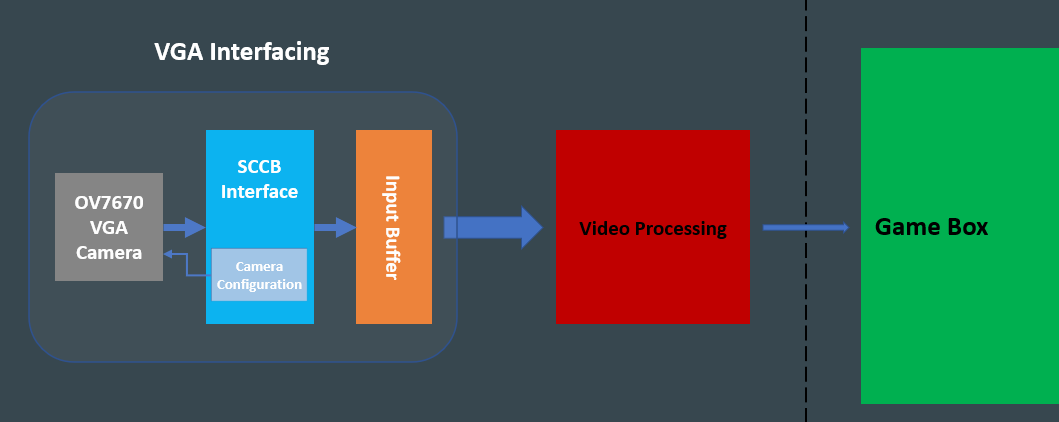 VGA Interfacing
OV7670
VGA
Camera
SCCB
Interface
Camera
Configuration
Input Buffer
Video Processing
Game Box